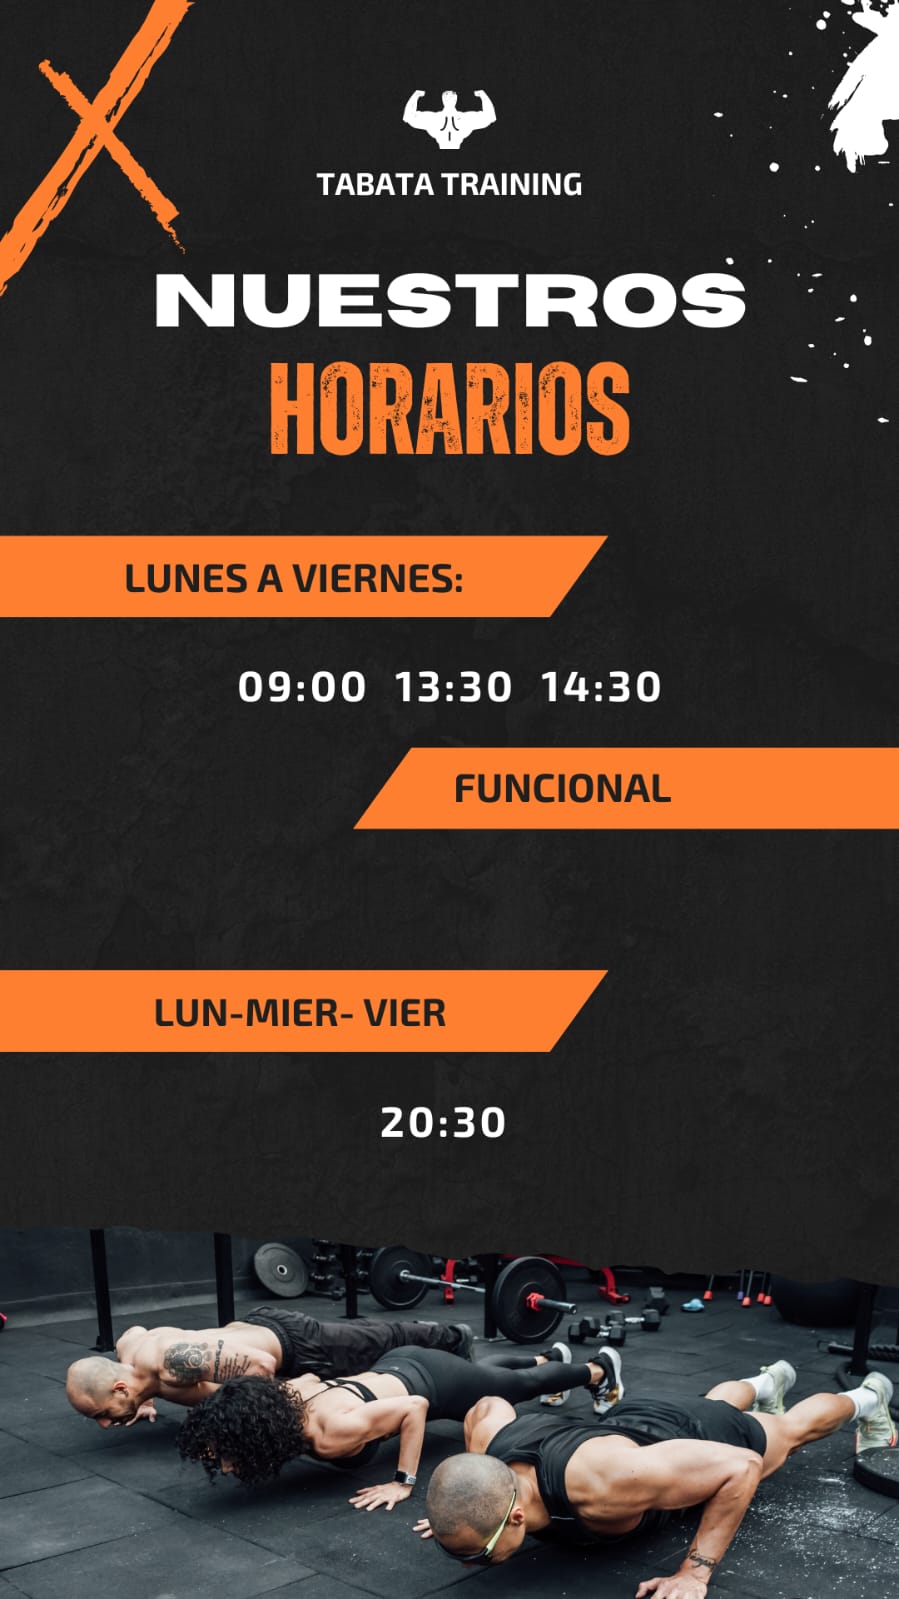 TABATA TRAINING
NUESTROS
HORARIOS
LUNES A VIERNES:
09:00 13:30 14:30
FUNCIONAL
LUN-MIER- VIER
20:30